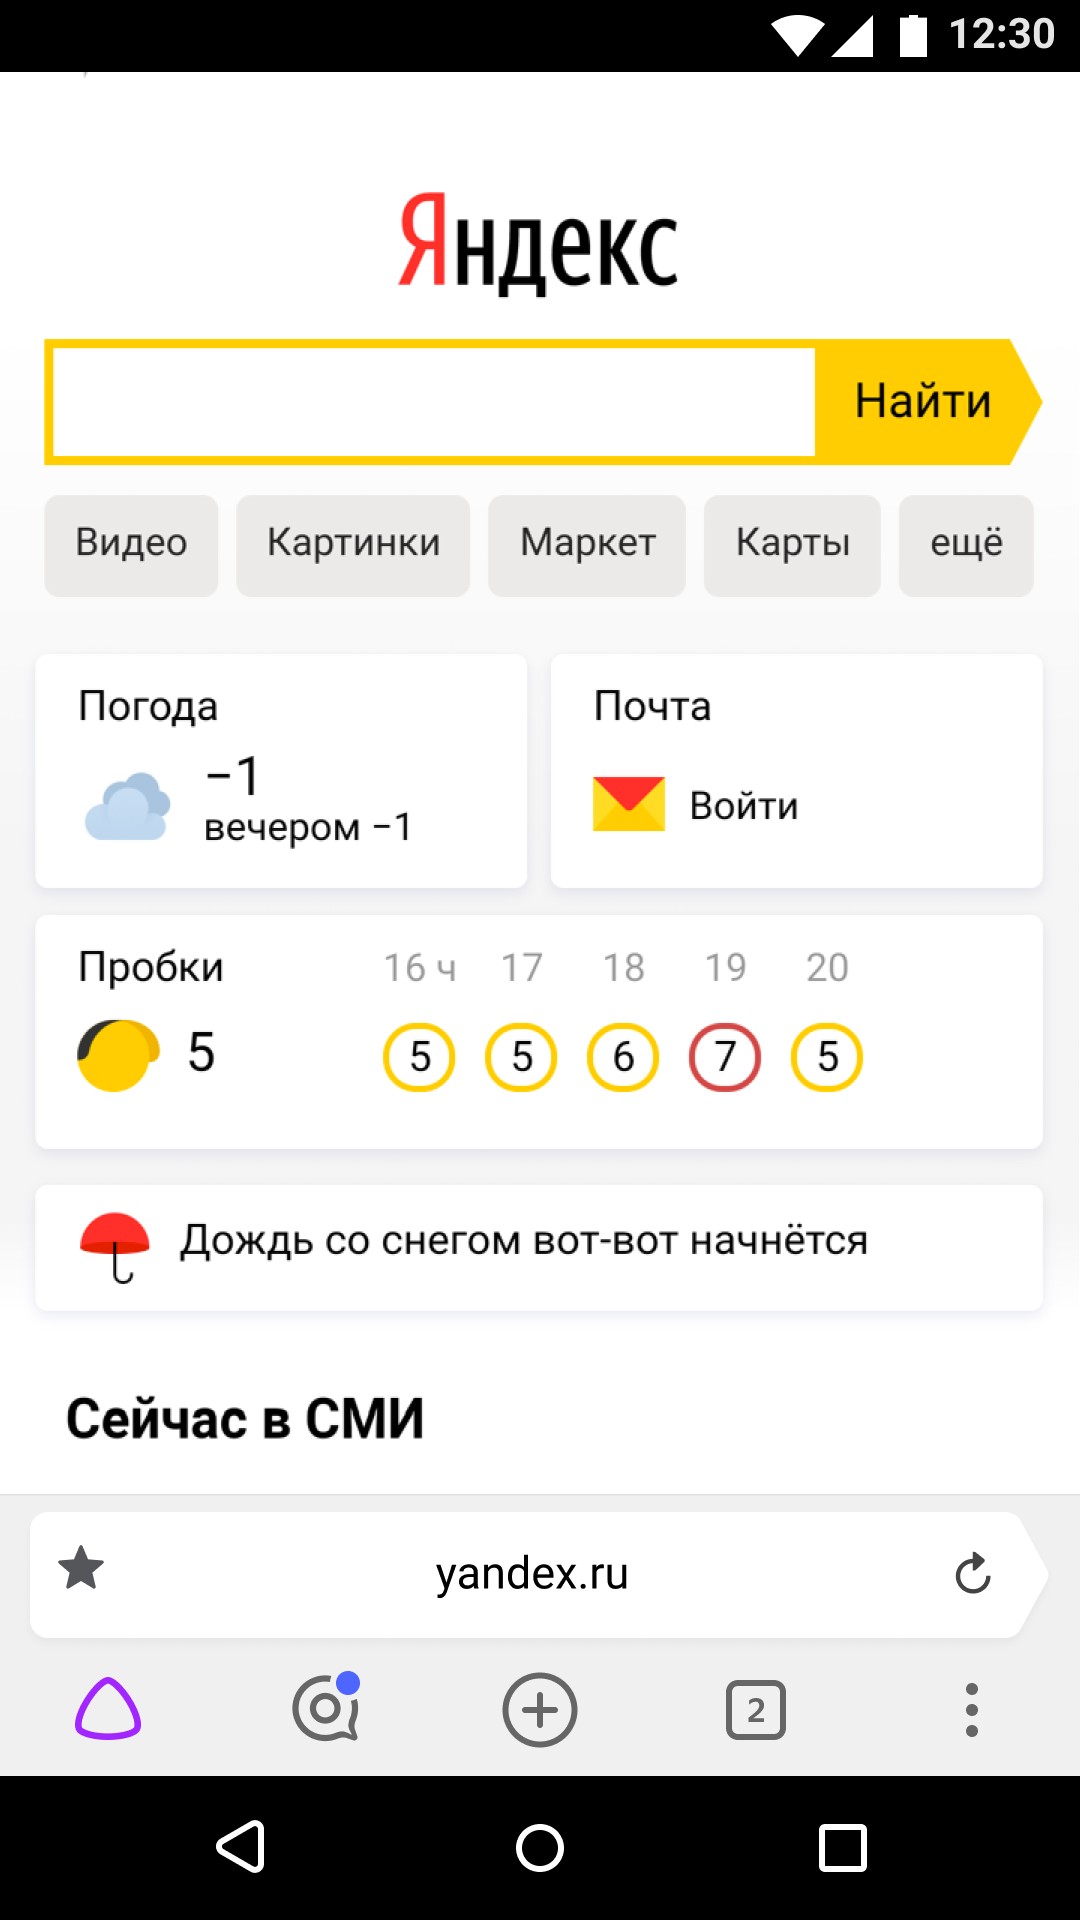 12:30
Яндекс
Найти
Видео Картинки Маркет Карты ещё
Погода
−1
вечером −1
Почта
Войти
Пробки 16 ч 17 18 19 20
5 5 5 6 7 5
Дождь со снегом вот-вот начнётся
Сейчас в СМИ
yandex.ru
2